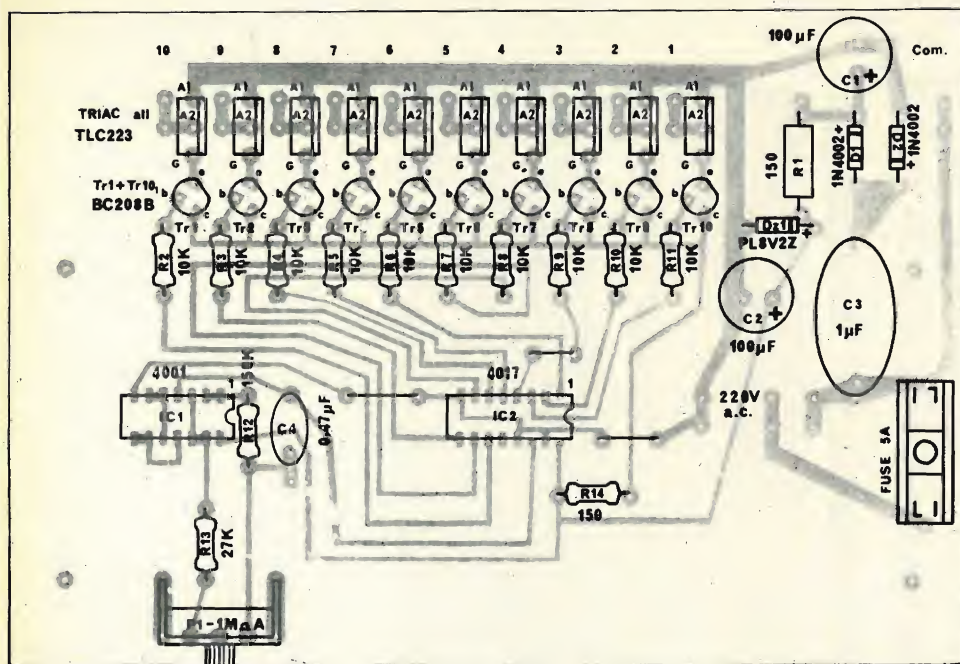 10 9 8 7 6 5 4 3 2 1
100 µF
C1 +
Com.
A1 A1 A1 A1 A1 A1 A1 A1 A1 A1
TRIAC all
TLC223
A2 A2 A2 A2 A2 A2 A2 A2 A2 A2
G G G G G G G G G G
150
R1
1N4002+
D1
D2
+ 1N4002
Tr1+Tr10,
BC208B
b c b c b c b c b c b c b c b c b c b c
Tr2 Tr3 Tr Tr5 Tr8 Tr10
Dz1 +
PL8V2Z
R2 R3 R4 R5 R6 R7 R8 R9 R10 R11
10K 10K 10K 10K 10K 10K 10K 10K 10K 10K
C2 +
100µF
C3
1µF
4001
1
IC1
150K
R12
C4
0,47µF
4017
1
IC2
220V
a.c.
FUSE 5A
R14
150
R13
27K
P1-1MΩA